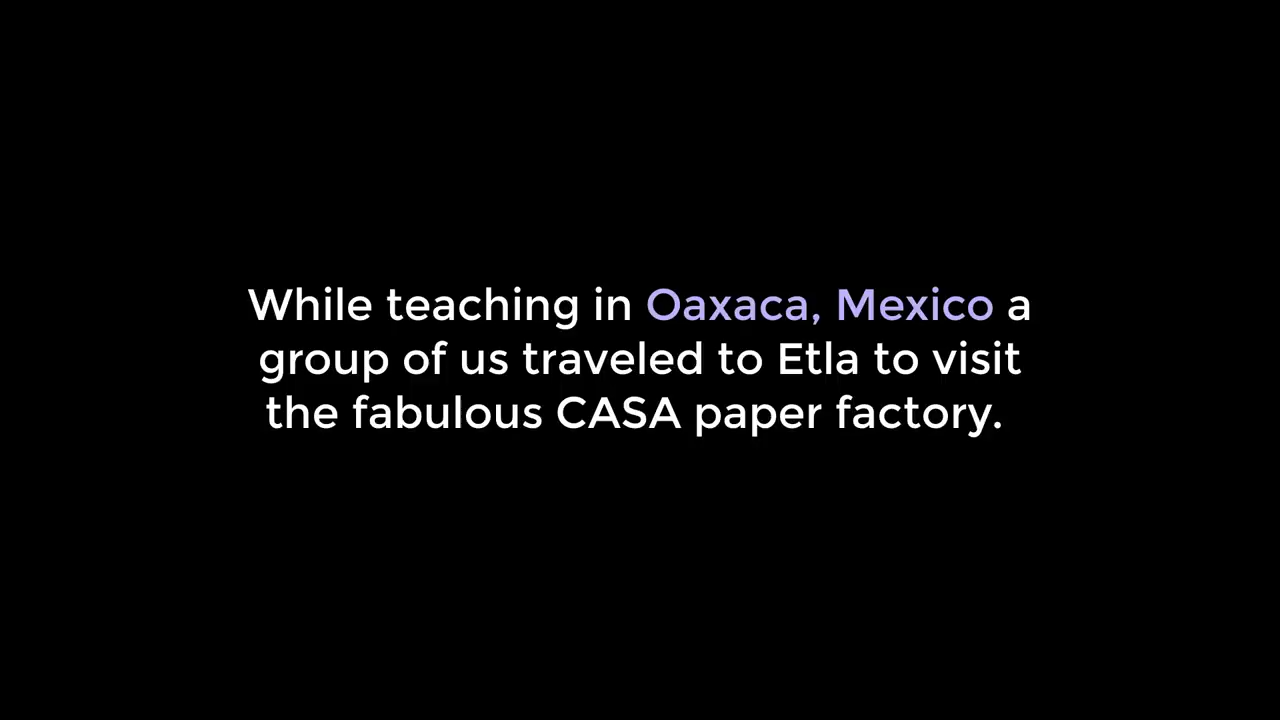 While teaching in Oaxaca, Mexico a
group of us traveled to Etla to visit
the fabulous CASA paper factory.